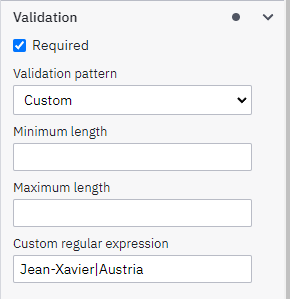 Validation
Required
Validation pattern
Custom
Minimum length
Maximum length
Custom regular expression
Jean-Xavier|Austria